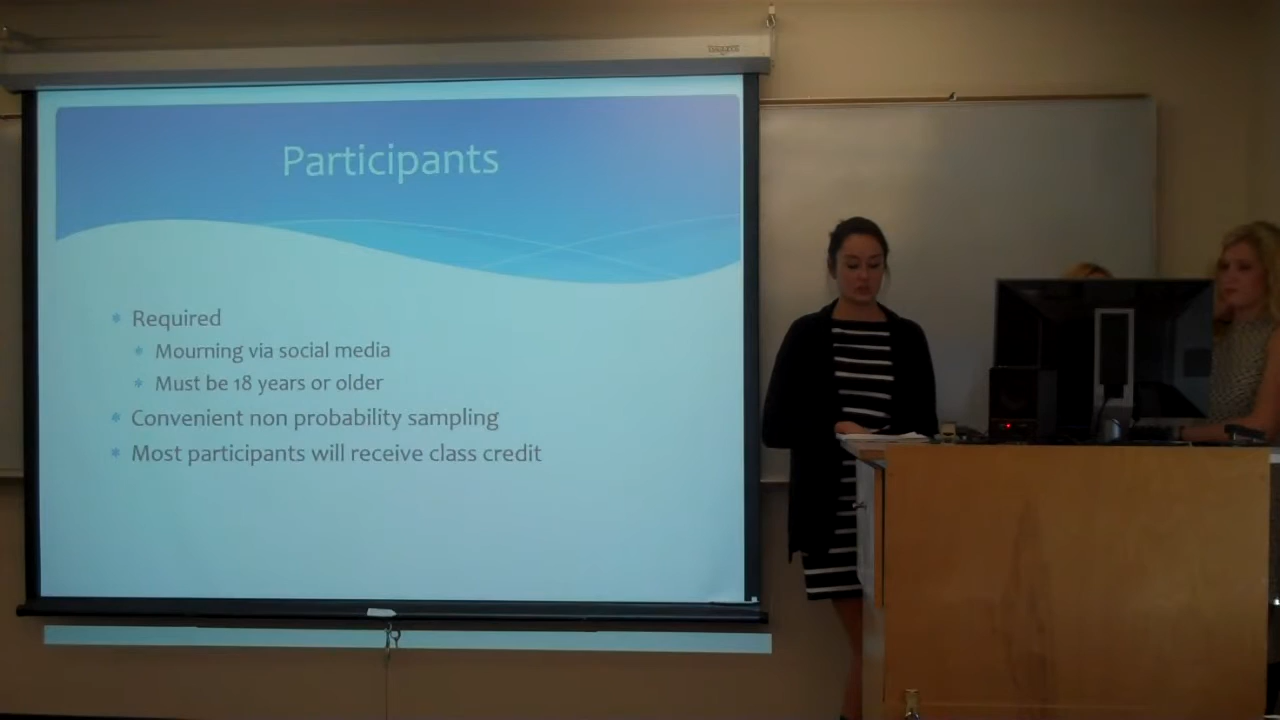 Participants
Required
Mourning via social media
Must be 18 years or older
Convenient non probability sampling
Most participants will receive class credit